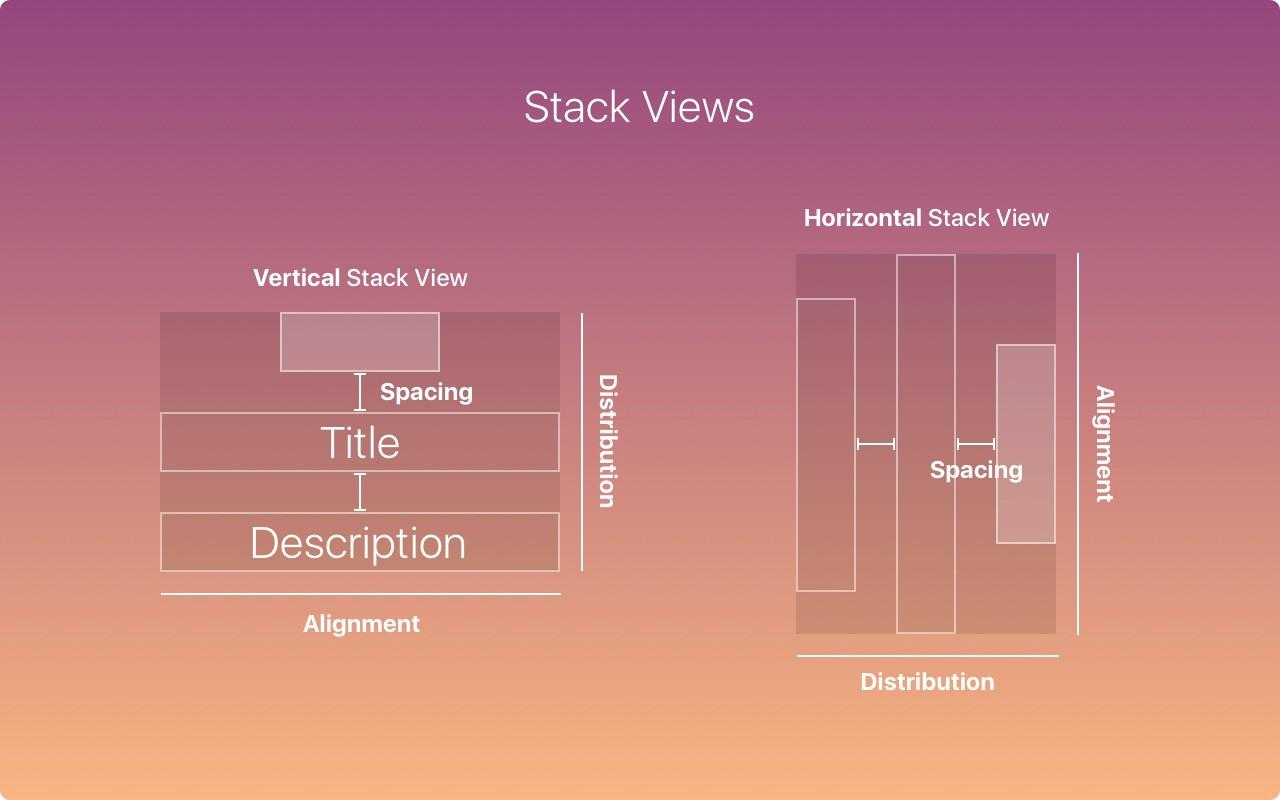 Stack Views
Vertical Stack View
Spacing
Title
Description
Distribution
Alignment
Horizontal Stack View
Spacing
Alignment
Distribution